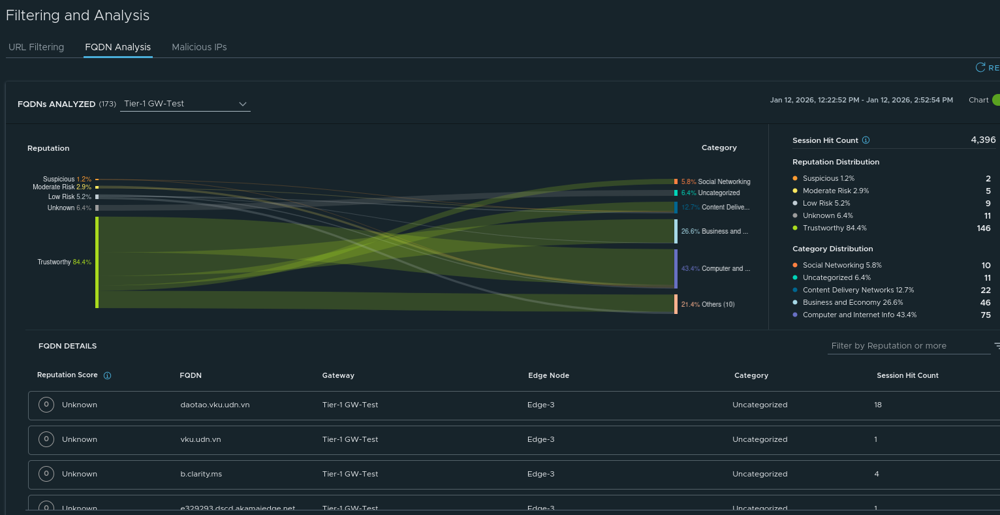 Filtering and Analysis
URL Filtering FQDN Analysis Malicious IPs
RE
FQDNs ANALYZED (173) Tier-1 GW-Test
Jan 12, 2026, 12:22:52 PM - Jan 12, 2026, 2:52:54 PM Chart
Reputation
Category
Suspicious 1.2%
Moderate Risk 2.9%
Low Risk 5.2%
Unknown 6.4%
Trustworthy 84.4%
5.8% Social Networking
6.4% Uncategorized
12.7% Content Delive...
26.6% Business and ...
43.4% Computer and ...
21.4% Others (10)
Session Hit Count 4,396
Reputation Distribution
Suspicious 1.2% 2
Moderate Risk 2.9% 5
Low Risk 5.2% 9
Unknown 6.4% 11
Trustworthy 84.4% 146
Category Distribution
Social Networking 5.8% 10
Uncategorized 6.4% 11
Content Delivery Networks 12.7% 22
Business and Economy 26.6% 46
Computer and Internet Info 43.4% 75
FQDN DETAILS
Filter by Reputation or more
Reputation Score FQDN Gateway Edge Node Category Session Hit Count
0 Unknown daotao.vku.udn.vn Tier-1 GW-Test Edge-3 Uncategorized 18
0 Unknown vku.udn.vn Tier-1 GW-Test Edge-3 Uncategorized 1
0 Unknown b.clarity.ms Tier-1 GW-Test Edge-3 Uncategorized 4
0 Unknown e329293.dscd.akamaiedge.net Tier-1 GW-Test Edge-3 Uncategorized 1